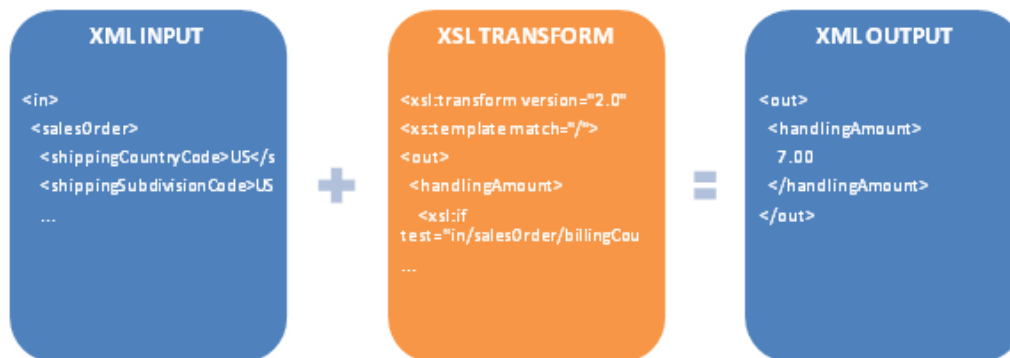 XML INPUT
<in>
<salesOrder>
<shippingCountryCode>US</s
<shippingSubdivisionCode>US
...
+
XSL TRANSFORM
<xsl:transform version="2.0"
<xs:template match="/">
<out>
<handlingAmount>
<xsl:if
test="in/salesOrder/billingCou
...
=
XML OUTPUT
<out>
<handlingAmount>
7.00
</handlingAmount>
</out>